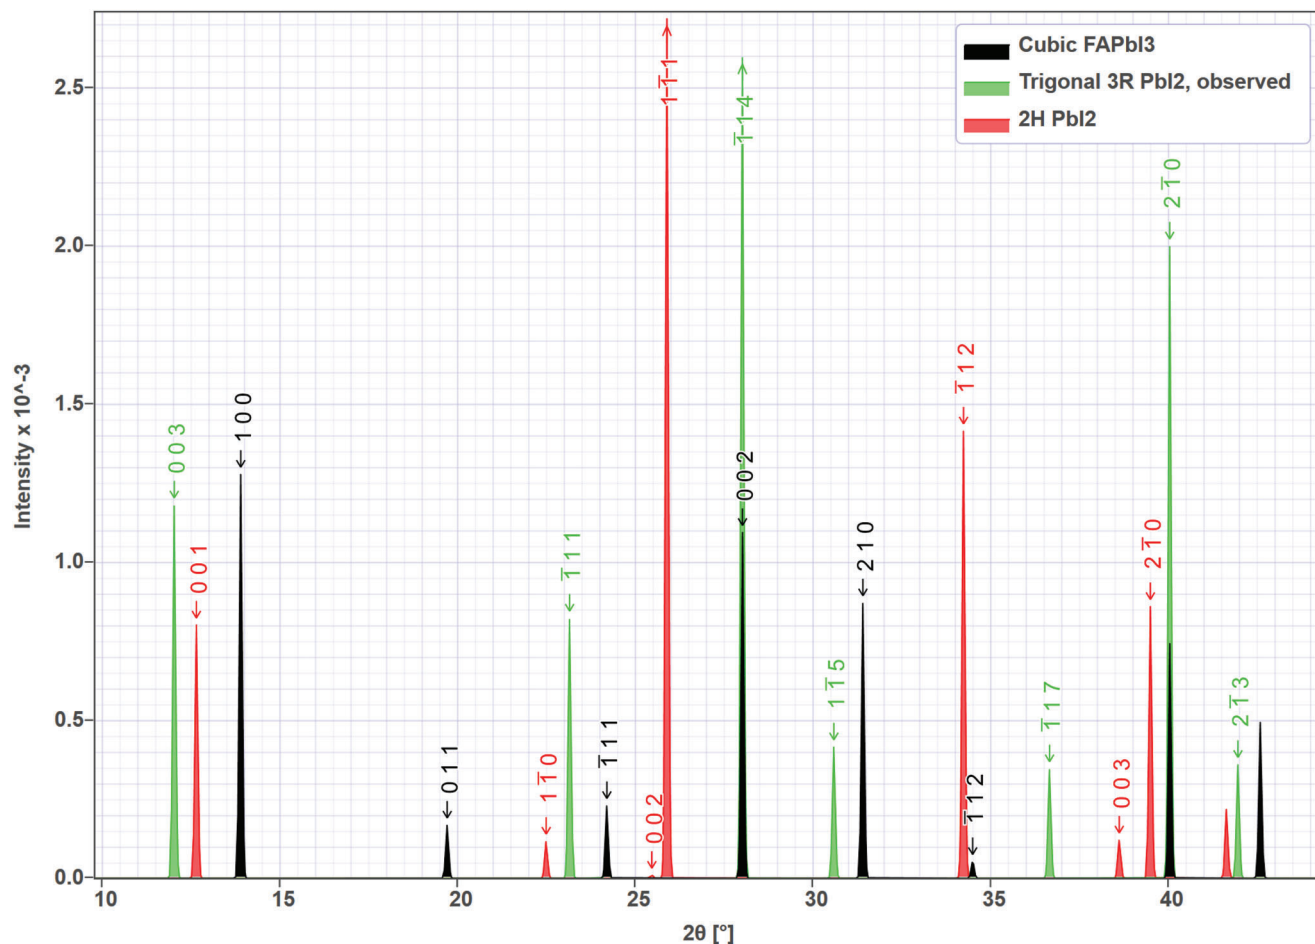 Cubic FAPbI3
Trigonal 3R PbI2, observed
2H PbI2
Intensity x 10^-3
2.5
2.0
1.5
1.0
0.5
0.0
0 0 3
0 0 1
1 0 0
0 1 1
1 1̅ 0
1̅ 1 1
1̅ 1 1
0 0 2
1 1̅ 1
1̅ 1 4
0 0 2
1 1̅ 5
2 1 0
1̅ 1 2
1̅ 1 2
1̅ 1 7
0 0 3
2 1̅ 0
2 1̅ 0
2 1̅ 3
10
15
20
25
30
35
40
2θ [°]